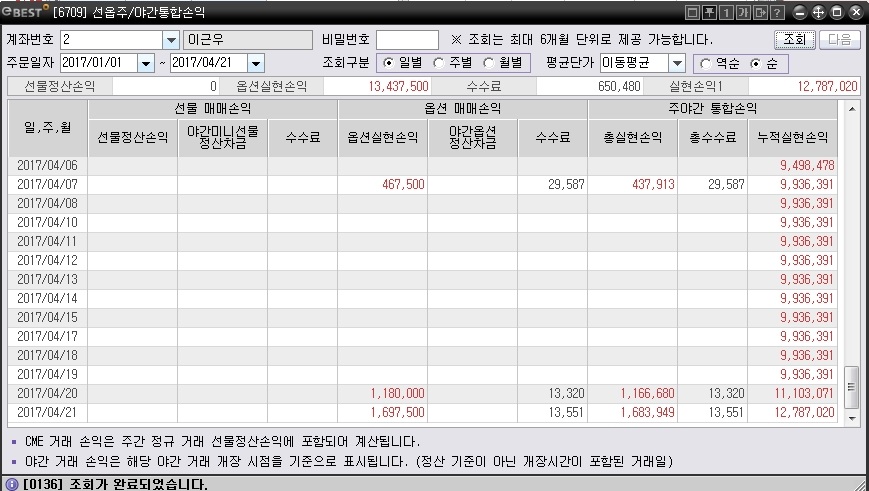 eBEST [6709] 선옵주/야간통합손익 1 가 ?
계좌번호 2 이근우 비밀번호 ※ 조회는 최대 6개월 단위로 제공 가능합니다. 조회 다음
주문일자 2017/01/01 ~ 2017/04/21 조회구분 일별 주별 월별 평균단가 이동평균 역순 순
선물정산손익 0 옵션실현손익 13,437,500 수수료 650,480 실현손익1 12,787,020
일,주,월 선물 매매손익 옵션 매매손익 주야간 통합손익
선물정산손익 야간미니선물 정산차금 수수료 옵션실현손익 야간옵션 정산차금 수수료 총실현손익 총수수료 누적실현손익
2017/04/06 9,498,478
2017/04/07 467,500 29,587 437,913 29,587 9,936,391
2017/04/08 9,936,391
2017/04/10 9,936,391
2017/04/11 9,936,391
2017/04/12 9,936,391
2017/04/13 9,936,391
2017/04/14 9,936,391
2017/04/15 9,936,391
2017/04/17 9,936,391
2017/04/18 9,936,391
2017/04/19 9,936,391
2017/04/20 1,180,000 13,320 1,166,680 13,320 11,103,071
2017/04/21 1,697,500 13,551 1,683,949 13,551 12,787,020
▪ CME 거래 손익은 주간 정규 거래 선물정산손익에 포함되어 계산됩니다.
▪ 야간 거래 손익은 해당 야간 거래 개장 시점을 기준으로 표시됩니다. (정산 기준이 아닌 개장시간이 포함된 거래일)
[0136] 조회가 완료되었습니다.